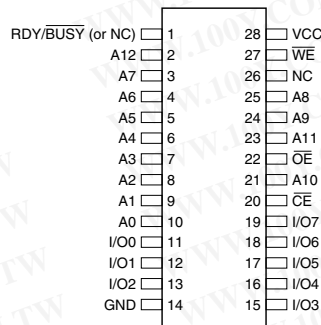 RDY/BUSY (or NC) 1 28 VCC
A12 2 27 WE
A7 3 26 NC
A6 4 25 A8
A5 5 24 A9
A4 6 23 A11
A3 7 22 OE
A2 8 21 A10
A1 9 20 CE
A0 10 19 I/O7
I/O0 11 18 I/O6
I/O1 12 17 I/O5
I/O2 13 16 I/O4
GND 14 15 I/O3